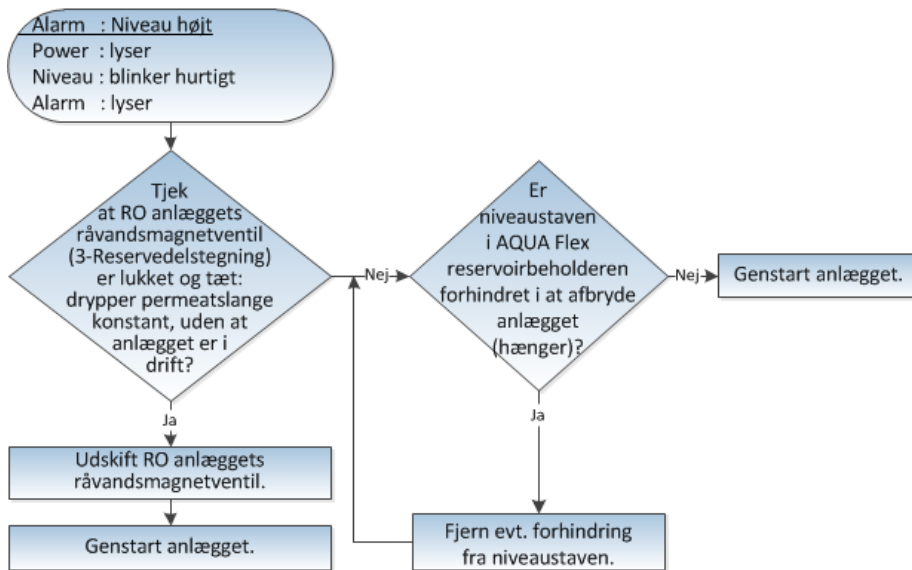 Alarm : Niveau højt
Power : lyser
Niveau : blinker hurtigt
Alarm : lyser
Tjek
at RO anlæggets
råvandsmagnetventil
(3-Reservedelstegning)
er lukket og tæt:
drypper permeatslange
konstant, uden at
anlægget er i
drift?
Nej
Er
niveaustaven
i AQUA Flex
reservoirbeholderen
forhindret i at afbryde
anlægget
(hænger)?
Nej
Genstart anlægget.
Ja
Udskift RO anlæggets
råvandsmagnetventil.
Genstart anlægget.
Ja
Fjern evt. forhindring
fra niveaustaven.